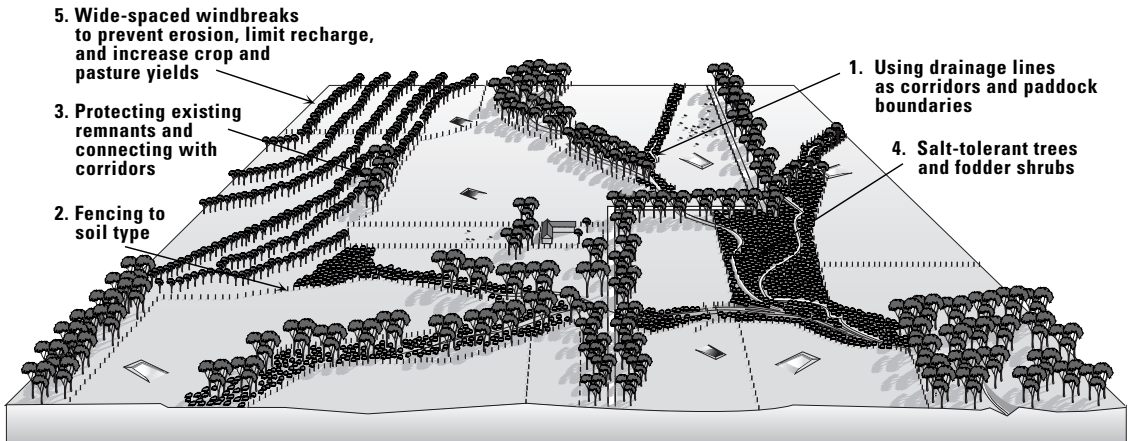 5. Wide-spaced windbreaks
to prevent erosion, limit recharge,
and increase crop and
pasture yields
3. Protecting existing
remnants and
connecting with
corridors
2. Fencing to
soil type
1. Using drainage lines
as corridors and paddock
boundaries
4. Salt-tolerant trees
and fodder shrubs